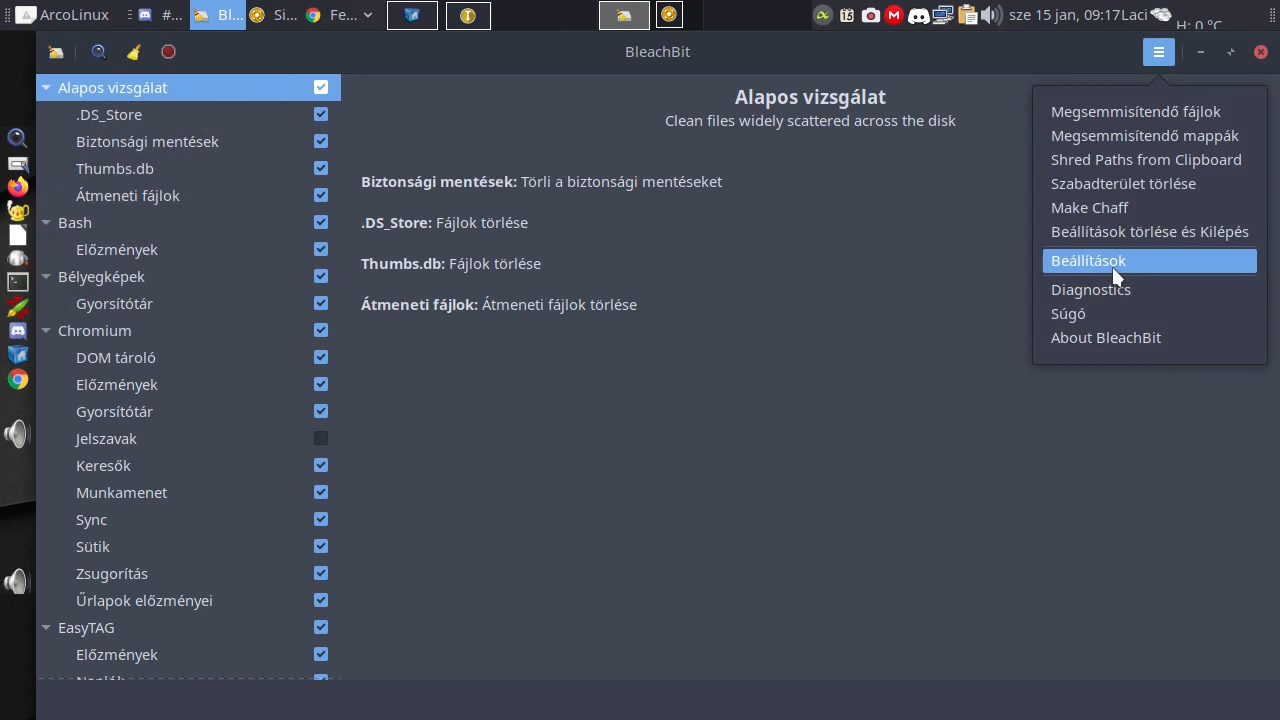 ArcoLinux
#...
Bl...
Si...
Fe...
15
sze 15 jan, 09:17Laci
H: 0 °C
BleachBit
Alapos vizsgálat
.DS_Store
Biztonsági mentések
Thumbs.db
Átmeneti fájlok
Bash
Előzmények
Bélyegképek
Gyorsítótár
Chromium
DOM tároló
Előzmények
Gyorsítótár
Jelszavak
Keresők
Munkamenet
Sync
Sütik
Zsugorítás
Űrlapok előzményei
EasyTAG
Előzmények
Naplók
Alapos vizsgálat
Clean files widely scattered across the disk
Biztonsági mentések: Törli a biztonsági mentéseket
.DS_Store: Fájlok törlése
Thumbs.db: Fájlok törlése
Átmeneti fájlok: Átmeneti fájlok törlése
Megsemmisítendő fájlok
Megsemmisítendő mappák
Shred Paths from Clipboard
Szabadterület törlése
Make Chaff
Beállítások törlése és Kilépés
Beállítások
Diagnostics
Súgó
About BleachBit